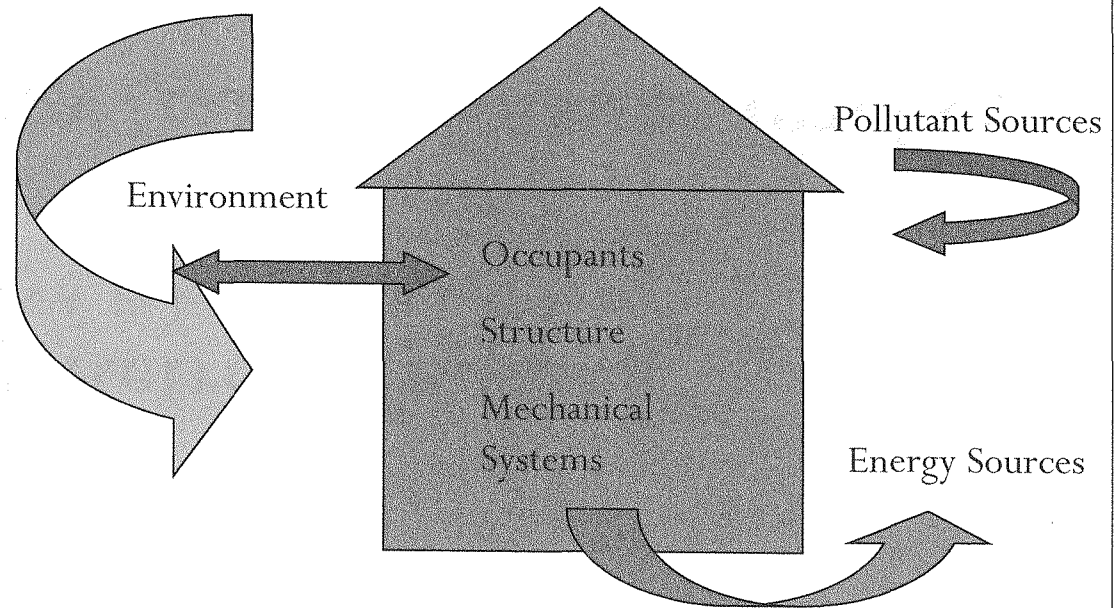 Pollutant Sources
Environment
Occupants
Structure
Mechanical
Systems
Energy Sources